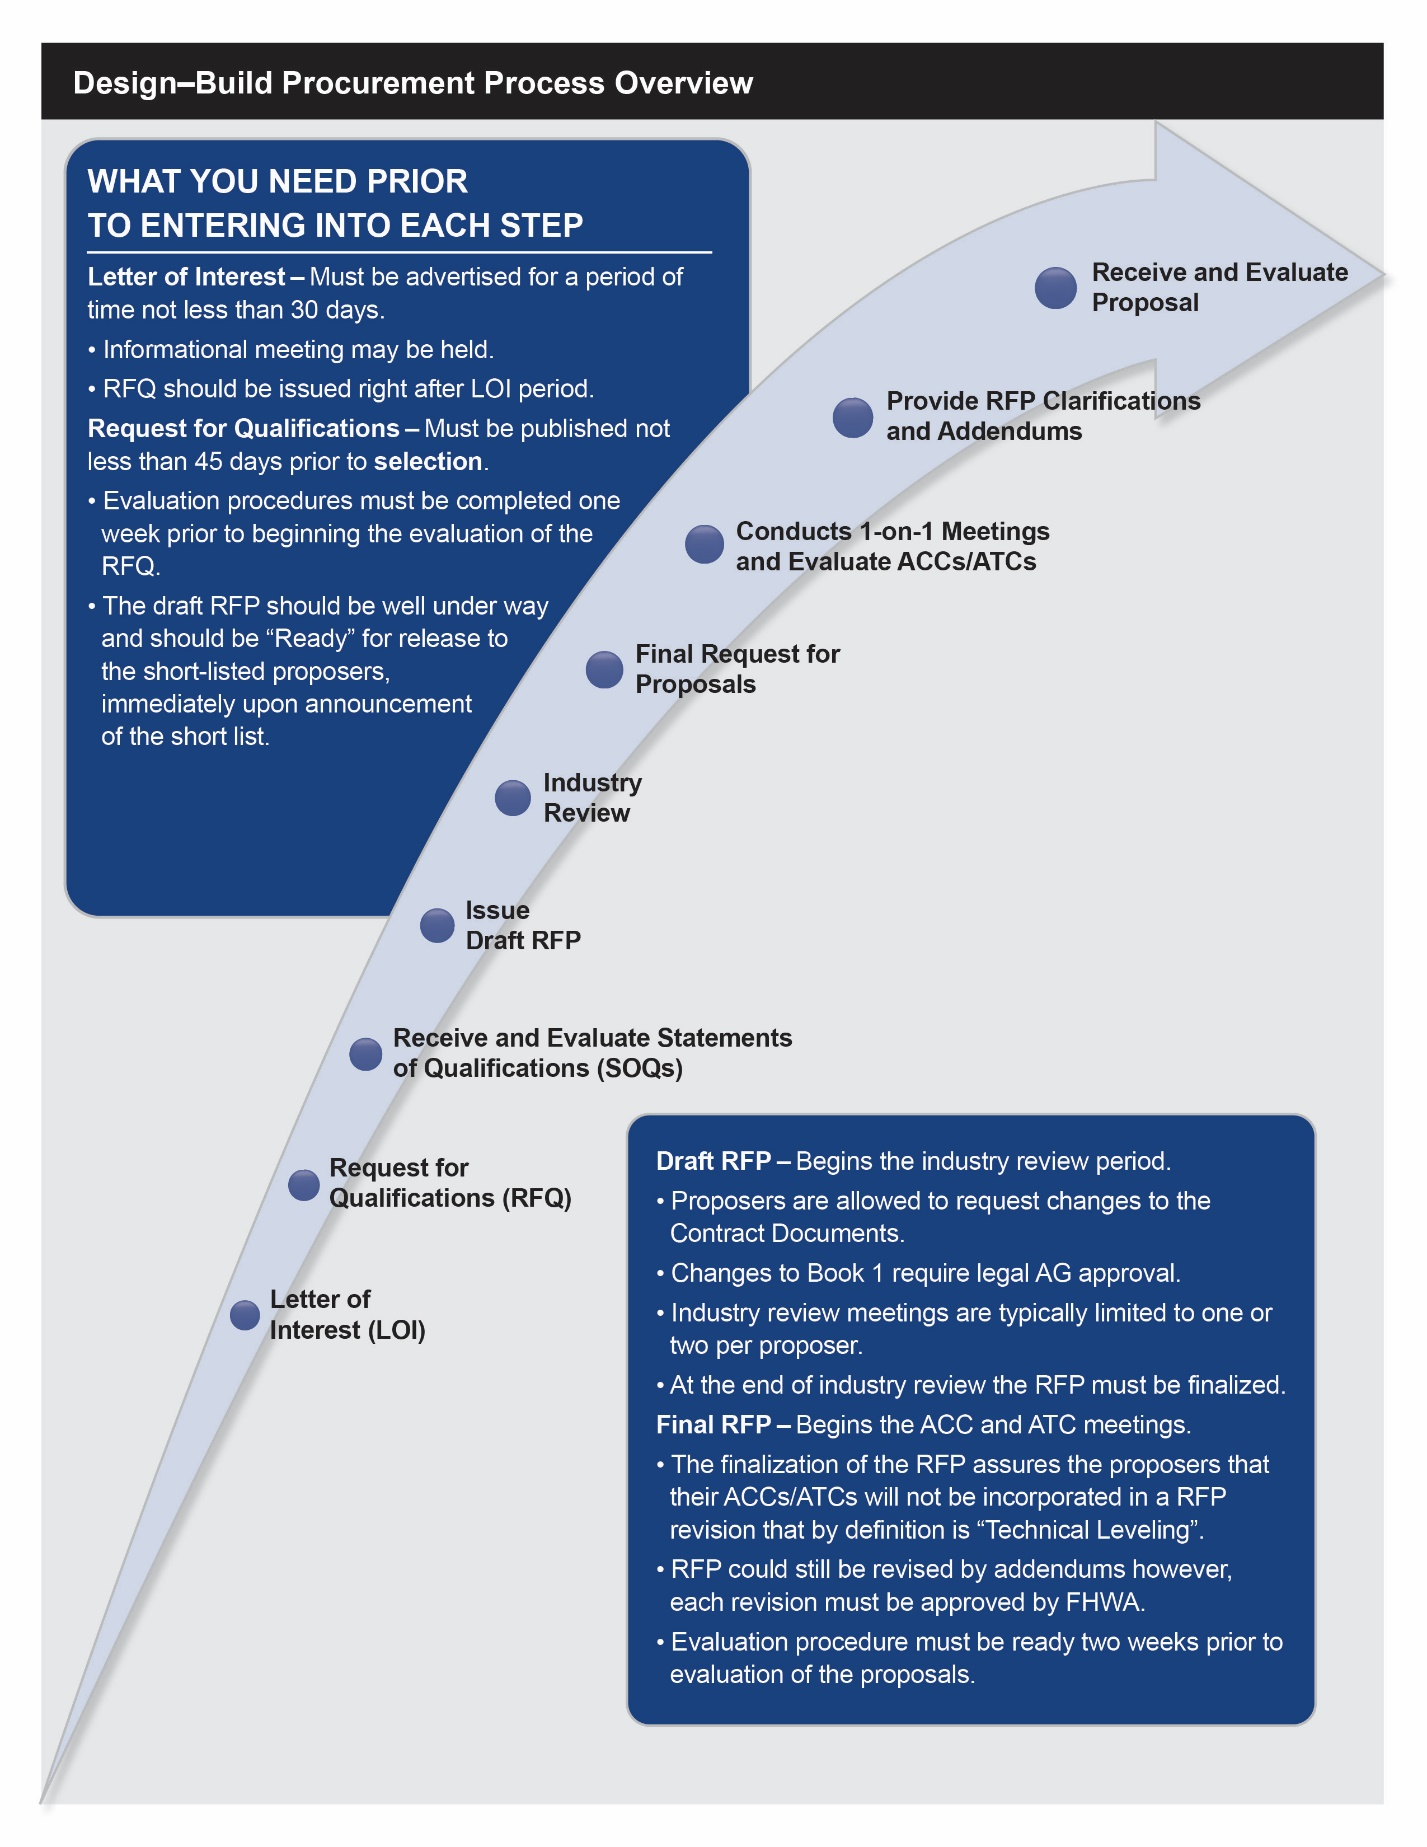 Design–Build Procurement Process Overview
WHAT YOU NEED PRIOR
TO ENTERING INTO EACH STEP
Letter of Interest – Must be advertised for a period of
time not less than 30 days.
• Informational meeting may be held.
• RFQ should be issued right after LOI period.
Request for Qualifications – Must be published not
less than 45 days prior to selection.
• Evaluation procedures must be completed one
week prior to beginning the evaluation of the
RFQ.
• The draft RFP should be well under way
and should be “Ready” for release to
the short-listed proposers,
immediately upon announcement
of the short list.
Receive and Evaluate
Proposal
Provide RFP Clarifications
and Addendums
Conducts 1-on-1 Meetings
and Evaluate ACCs/ATCs
Final Request for
Proposals
Industry
Review
Issue
Draft RFP
Receive and Evaluate Statements
of Qualifications (SOQs)
Request for
Qualifications (RFQ)
Letter of
Interest (LOI)
Draft RFP – Begins the industry review period.
• Proposers are allowed to request changes to the
Contract Documents.
• Changes to Book 1 require legal AG approval.
• Industry review meetings are typically limited to one or
two per proposer.
• At the end of industry review the RFP must be finalized.
Final RFP – Begins the ACC and ATC meetings.
• The finalization of the RFP assures the proposers that
their ACCs/ATCs will not be incorporated in a RFP
revision that by definition is “Technical Leveling”.
• RFP could still be revised by addendums however,
each revision must be approved by FHWA.
• Evaluation procedure must be ready two weeks prior to
evaluation of the proposals.